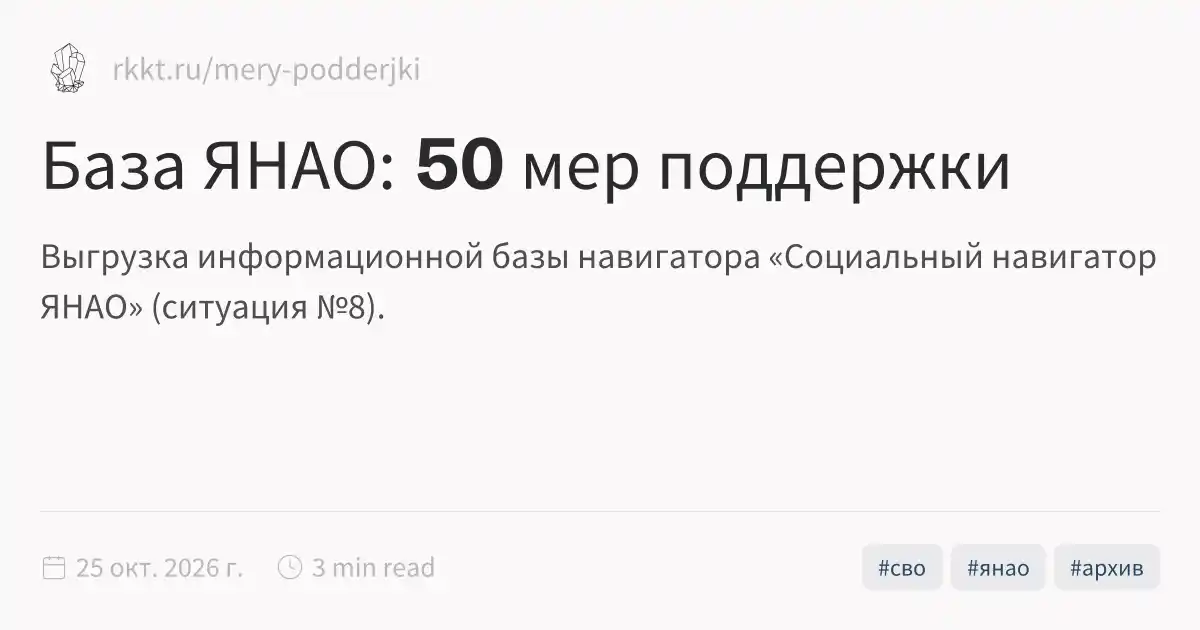 rkkt.ru/mery-podderjki
База ЯНАО: 50 мер поддержки
Выгрузка информационной базы навигатора «Социальный навигатор
ЯНАО» (ситуация №8).
25 окт. 2026 г. 3 min read #сво #янао #архив